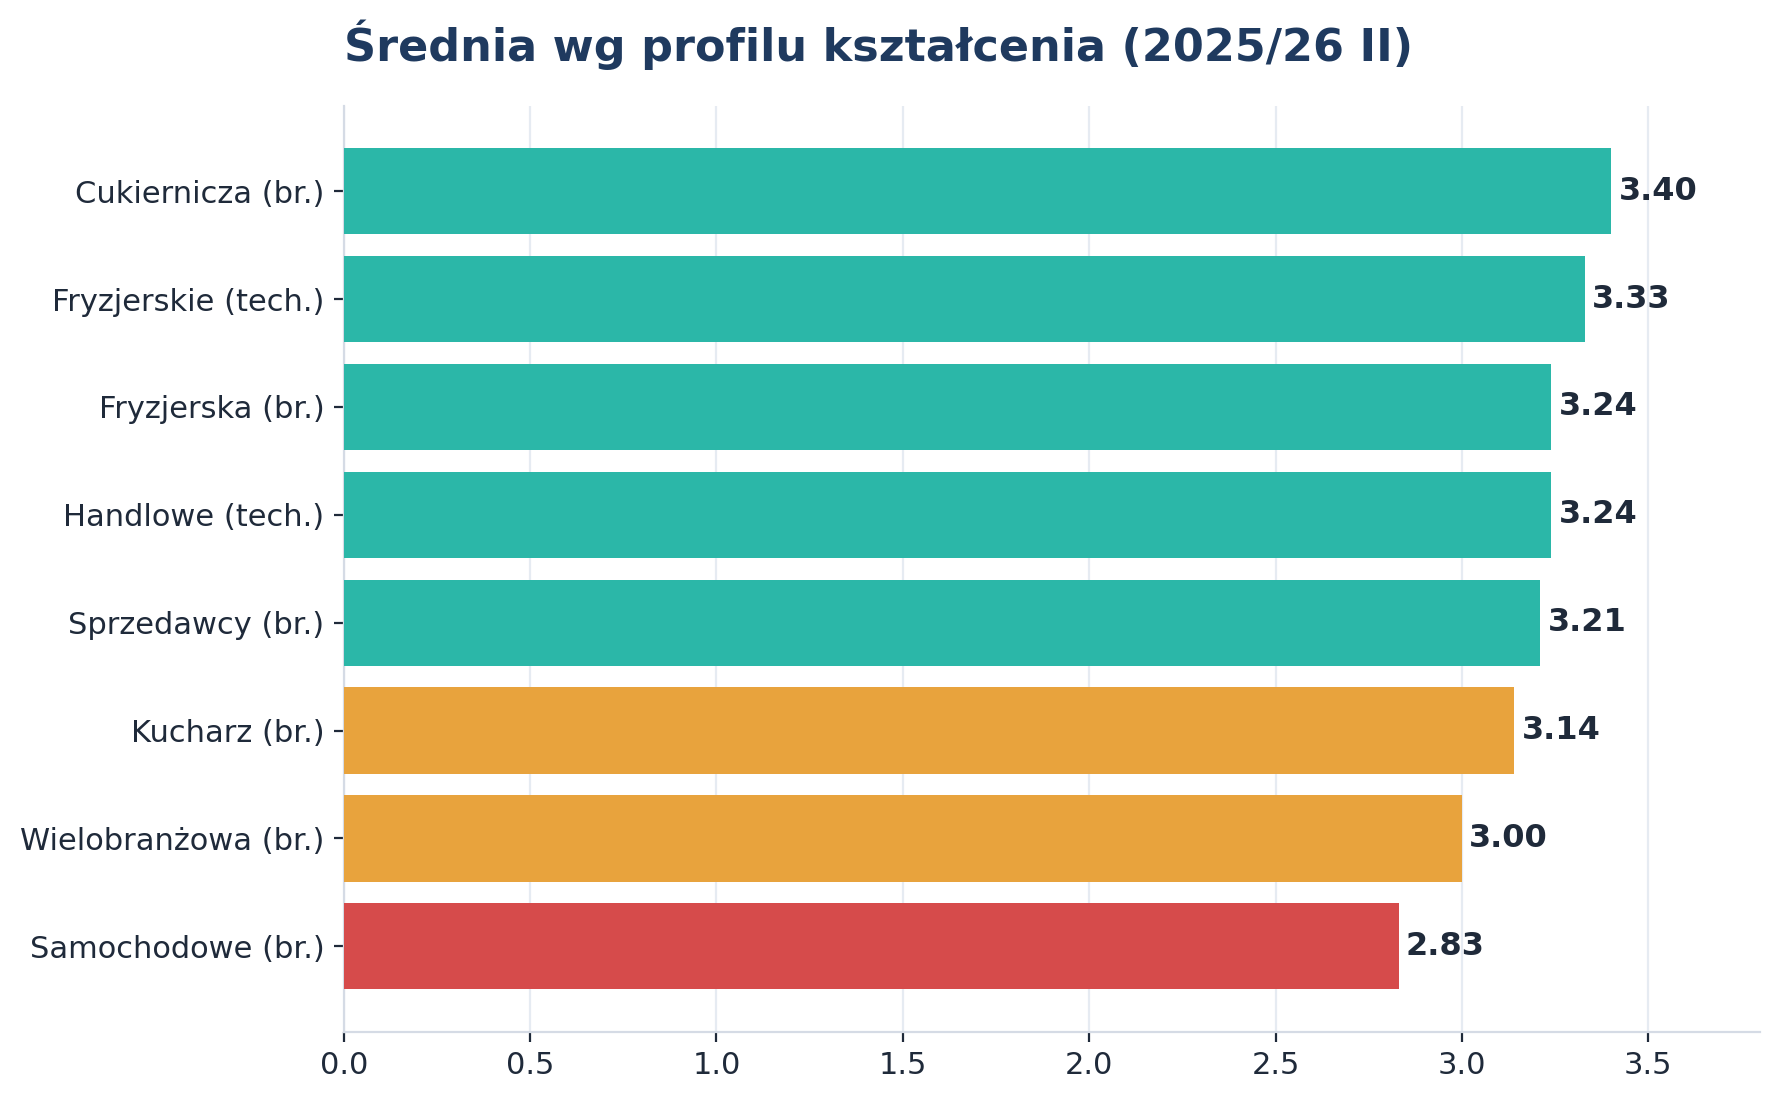 Średnia wg profilu kształcenia (2025/26 II)
Cukiernicza (br.) 3.40
Fryzjerskie (tech.) 3.33
Fryzjerska (br.) 3.24
Handlowe (tech.) 3.24
Sprzedawcy (br.) 3.21
Kucharz (br.) 3.14
Wielobranżowa (br.) 3.00
Samochodowe (br.) 2.83
0.0 0.5 1.0 1.5 2.0 2.5 3.0 3.5